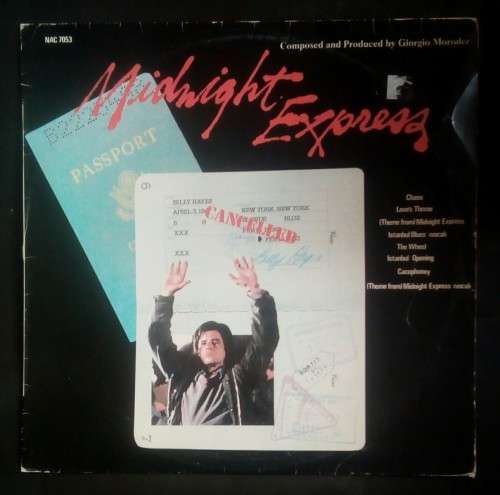 NAC 7053
Composed and Produced by Giorgio Moroder
Midnight
Express
PASSPORT
BILLY HAYES
NEW YORK, NEW YORK
CANCELLED
XXX
XXX
Chase
Love's Theme
(Theme from) Midnight Express
Istanbul Blues vocals
The Wheel
Istanbul Opening
Cacophoney
(Theme from) Midnight Express vocals